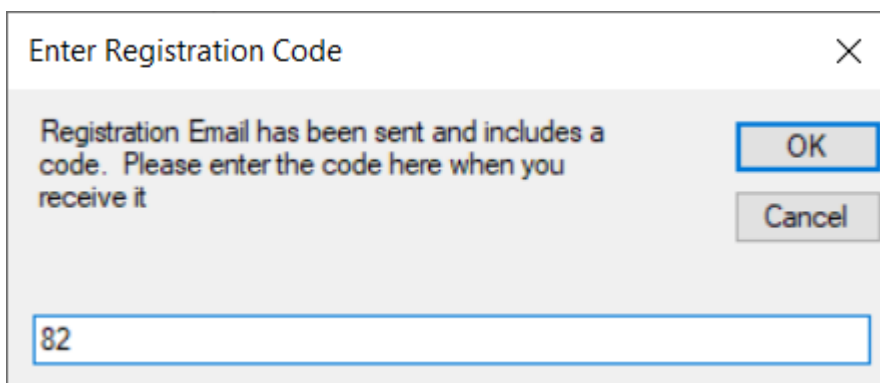 Enter Registration Code
Registration Email has been sent and includes a
code.  Please enter the code here when you
receive it
OK
Cancel
82